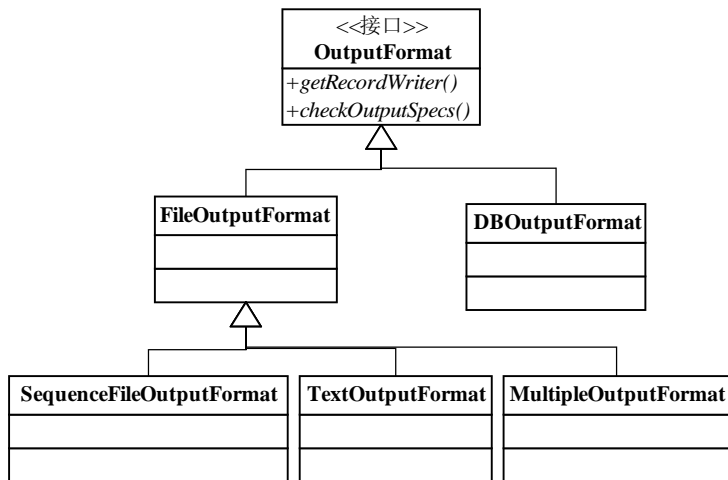 <<接口>>
OutputFormat
+getRecordWriter()
+checkOutputSpecs()
FileOutputFormat
DBOutputFormat
SequenceFileOutputFormat
TextOutputFormat
MultipleOutputFormat